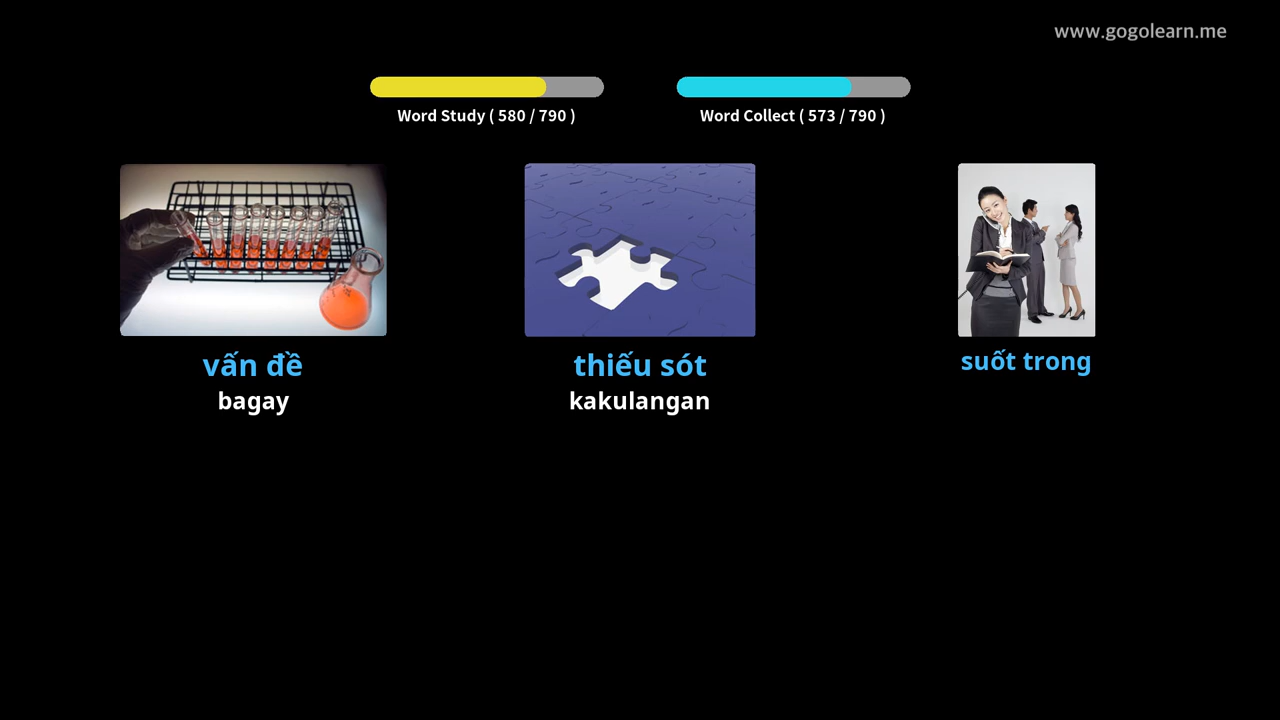 www.gogolearn.me
Word Study ( 580 / 790 )
Word Collect ( 573 / 790 )
vấn đề
bagay
thiếu sót
kakulangan
suốt trong